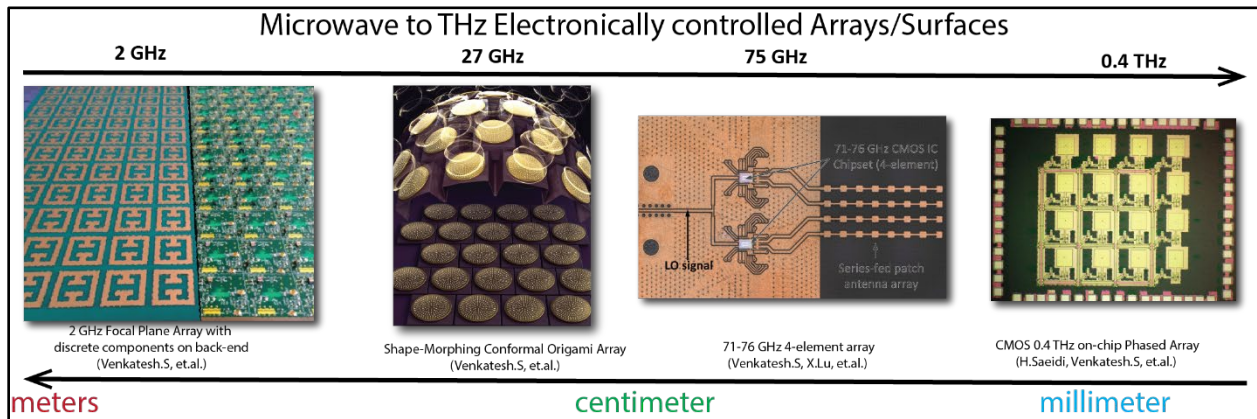 Microwave to THz Electronically controlled Arrays/Surfaces
2 GHz
27 GHz
75 GHz
0.4 THz
71-76 GHz CMOS IC
Chipset (4-element)
LO signal
Series-fed patch
antenna array
2 GHz Focal Plane Array with
discrete components on back-end
(Venkatesh.S, et.al.)
Shape-Morphing Conformal Origami Array
(Venkatesh.S, et.al.)
71-76 GHz 4-element array
(Venkatesh.S, X.Lu, et.al.)
CMOS 0.4 THz on-chip Phased Array
(H.Saeidi, Venkatesh.S, et.al.)
meters
centimeter
millimeter